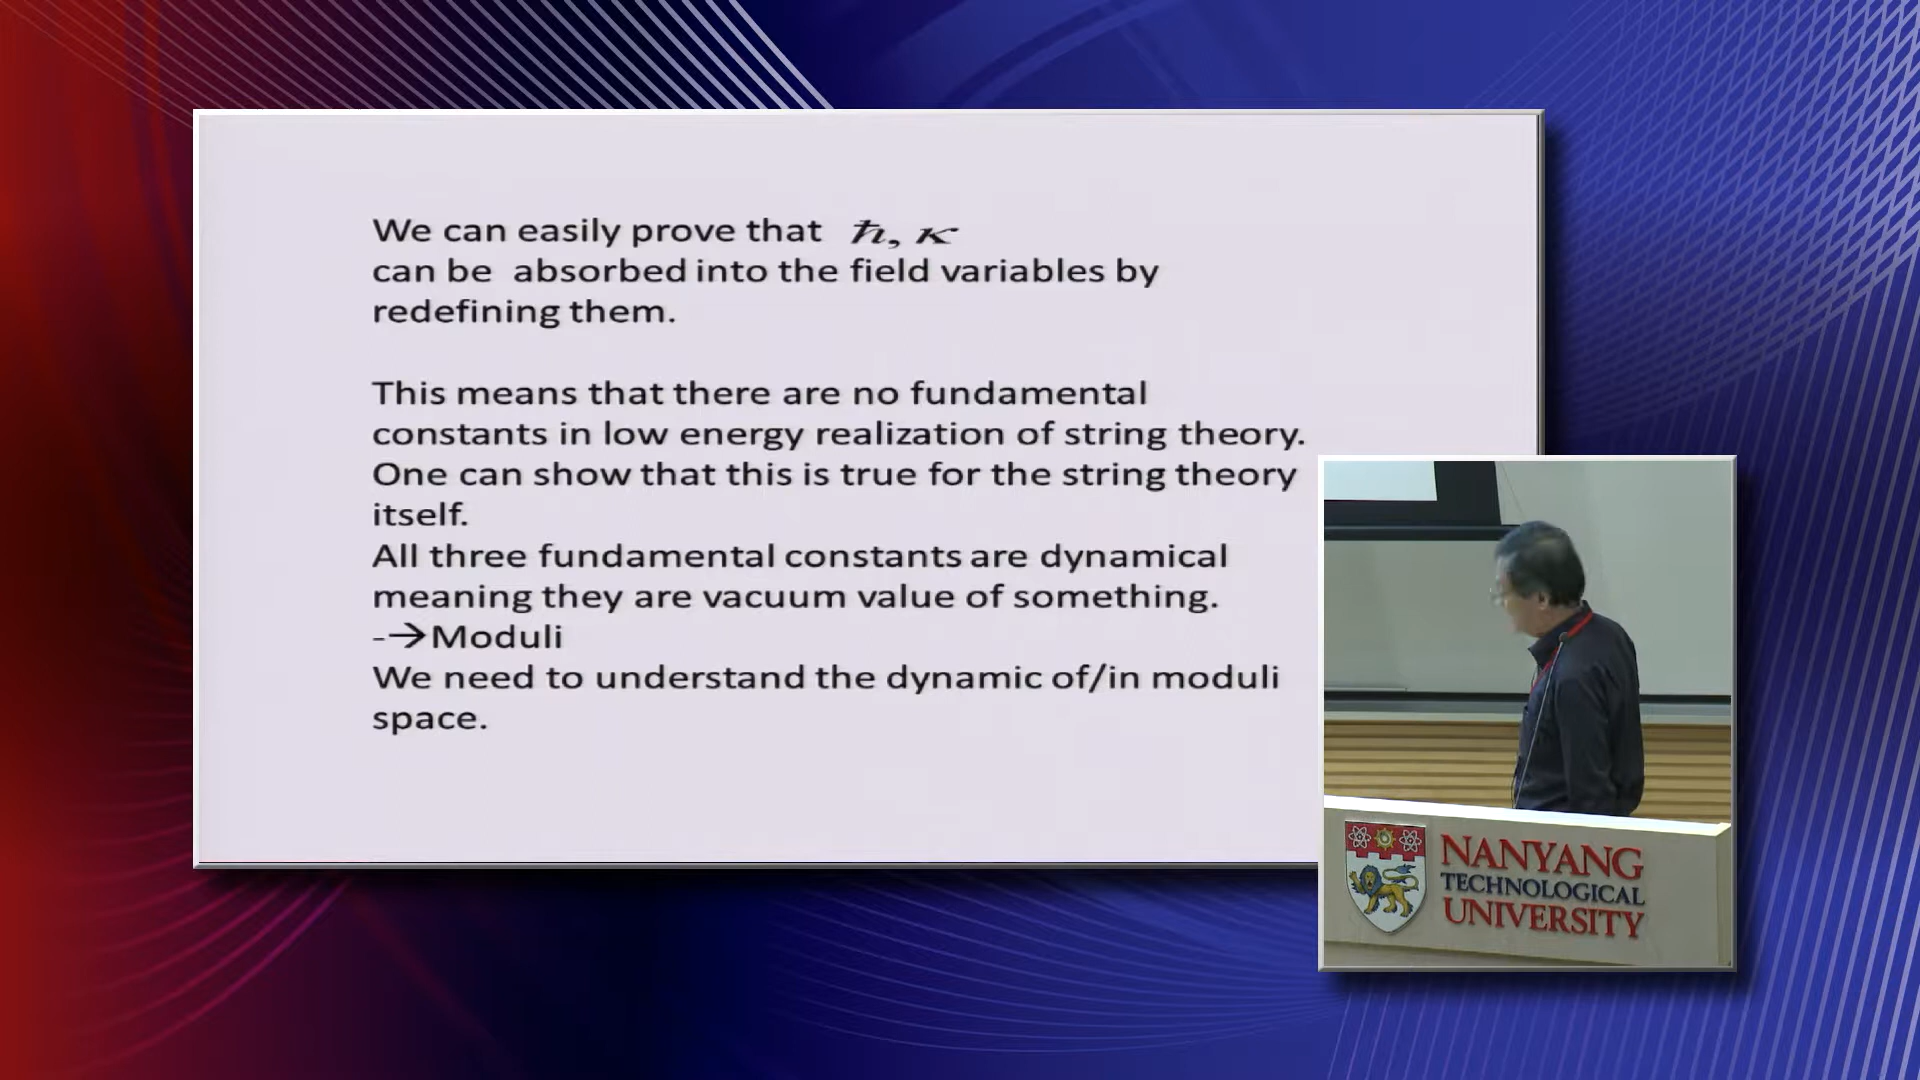 We can easily prove that ℏ, κ
can be absorbed into the field variables by
redefining them.
This means that there are no fundamental
constants in low energy realization of string theory.
One can show that this is true for the string theory
itself.
All three fundamental constants are dynamical
meaning they are vacuum value of something.
-→Moduli
We need to understand the dynamic of/in moduli
space.
NANYANG
TECHNOLOGICAL
UNIVERSITY